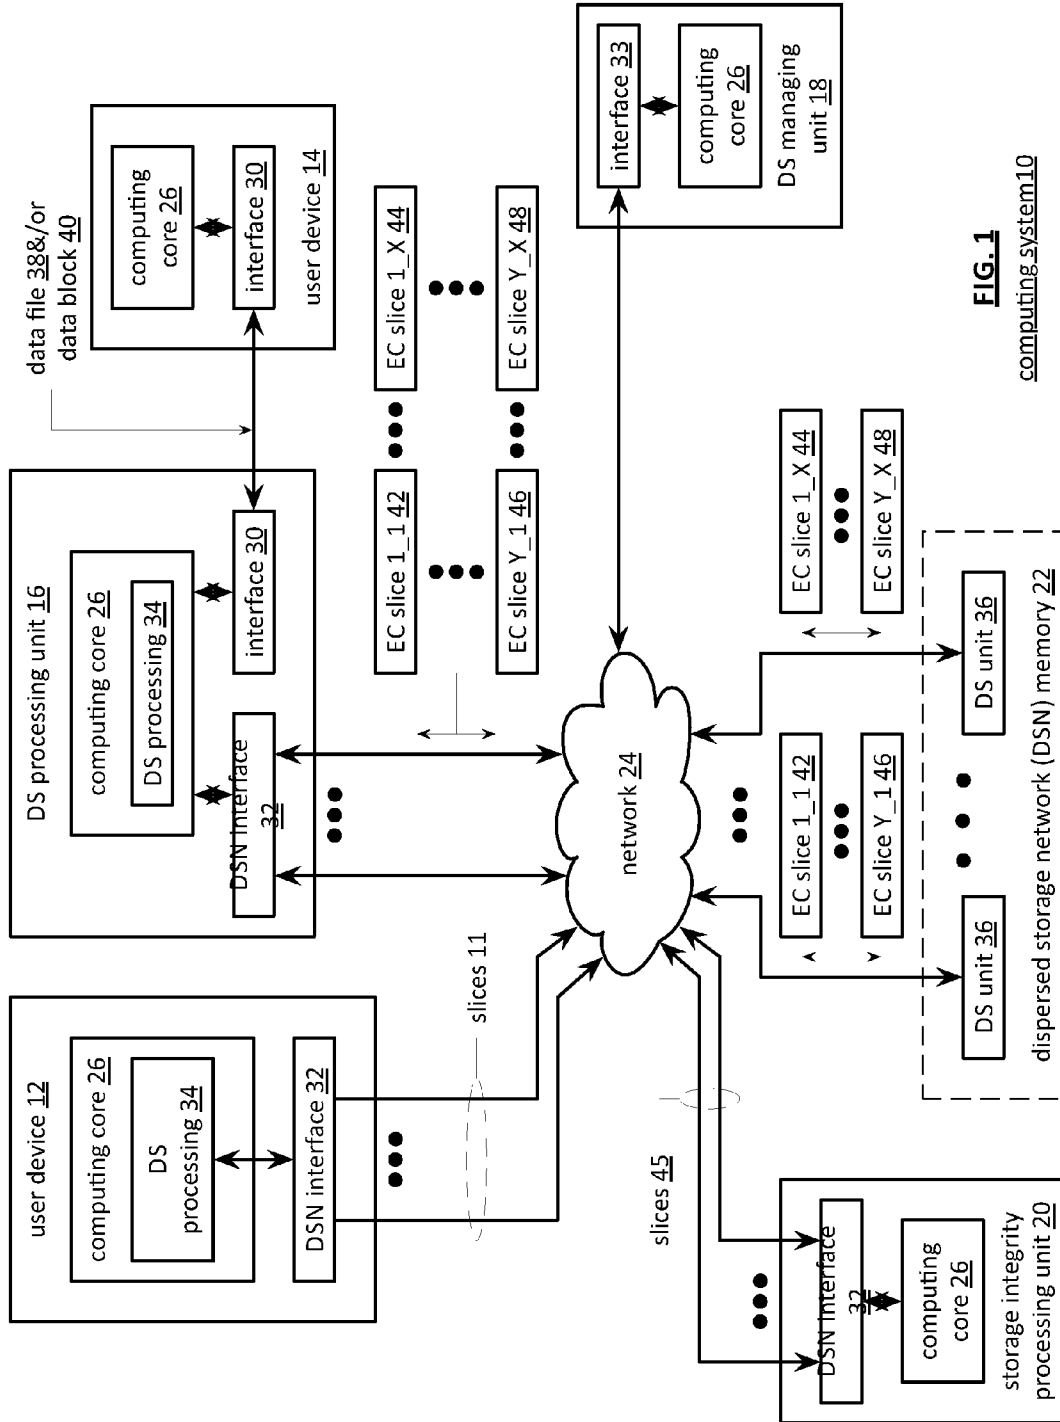 user device 12
computing core 26
DS
processing 34
DSN interface 32
slices 11
DS processing unit 16
computing core 26
DS processing 34
DSN interface
32
interface 30
data file 38&/or
data block 40
computing
core 26
interface 30
user device 14
EC slice 1_1 42
EC slice 1_X 44
EC slice Y_1 46
EC slice Y_X 48
network 24
interface 33
computing
core 26
DS managing
unit 18
slices 45
DSN interface
32
computing
core 26
storage integrity
processing unit 20
EC slice 1_1 42
EC slice Y_1 46
EC slice 1_X 44
EC slice Y_X 48
DS unit 36
DS unit 36
dispersed storage network (DSN) memory 22
FIG. 1
computing system10